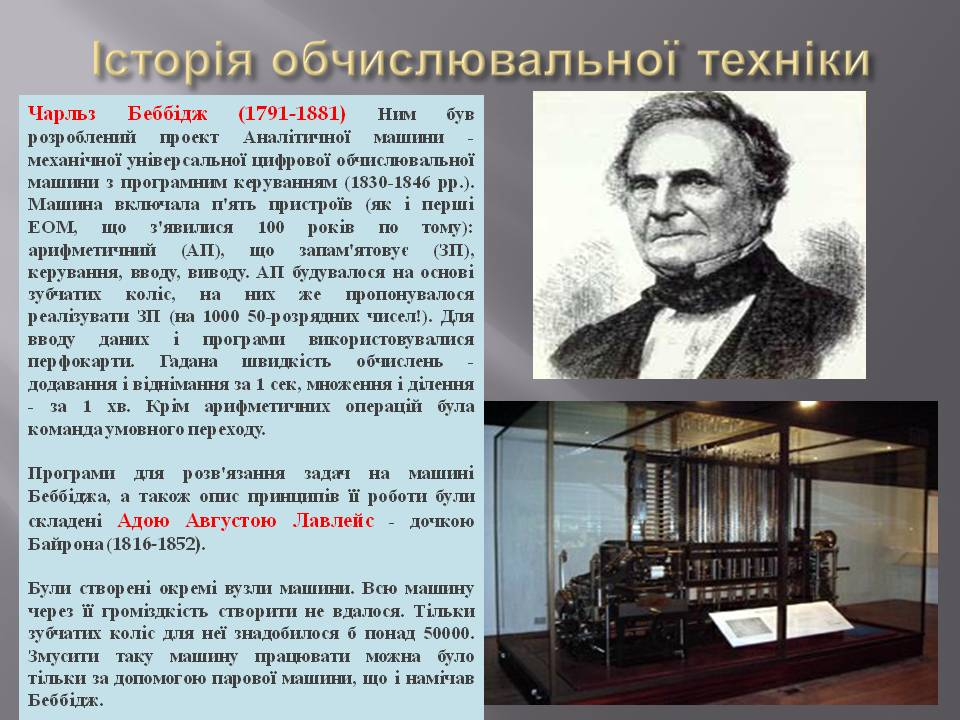 Історія обчислювальної техніки
Чарльз Беббідж (1791-1881) Ним був
розроблений проект Аналітичної машини -
механічної універсальної цифрової обчислювальної
машини з програмним керуванням (1830-1846 рр.).
Машина включала п'ять пристроїв (як і перші
ЕОМ, що з'явилися 100 років по тому):
арифметичний (АП), що запам'ятовує (ЗП),
керування, вводу, виводу. АП будувалося на основі
зубчатих коліс, на них же пропонувалося
реалізувати ЗП (на 1000 50-розрядних чисел!). Для
вводу даних і програми використовувалися
перфокарти. Гадана швидкість обчислень -
додавання і віднімання за 1 сек, множення і ділення
- за 1 хв. Крім арифметичних операцій була
команда умовного переходу.
Програми для розв'язання задач на машині
Беббіджа, а також опис принципів її роботи були
складені Адою Августою Лавлейс - дочкою
Байрона (1816-1852).
Були створені окремі вузли машини. Всю машину
через її громіздкість створити не вдалося. Тільки
зубчатих коліс для неї знадобилося б понад 50000.
Змусити таку машину працювати можна було
тільки за допомогою парової машини, що і намічав
Беббідж.